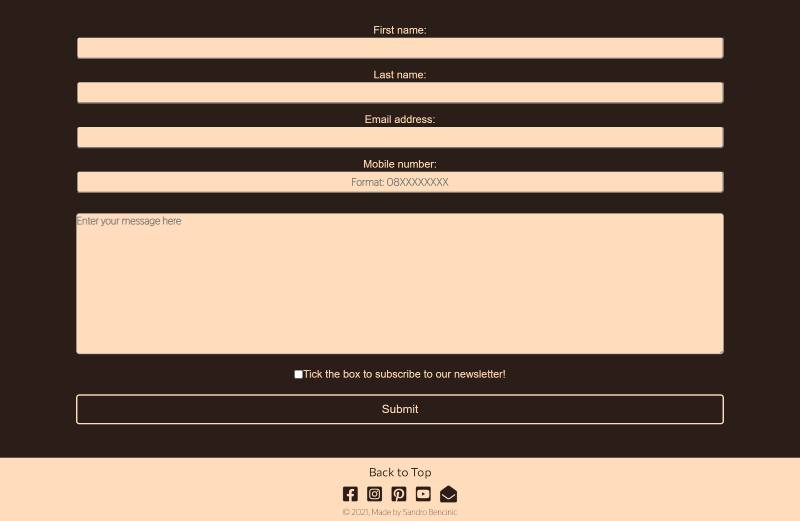 First name:
Last name:
Email address:
Mobile number:
Format: 08XXXXXXXX
Enter your message here
Tick the box to subscribe to our newsletter!
Submit
Back to Top
© 2021, Made by Sandro Bencinic